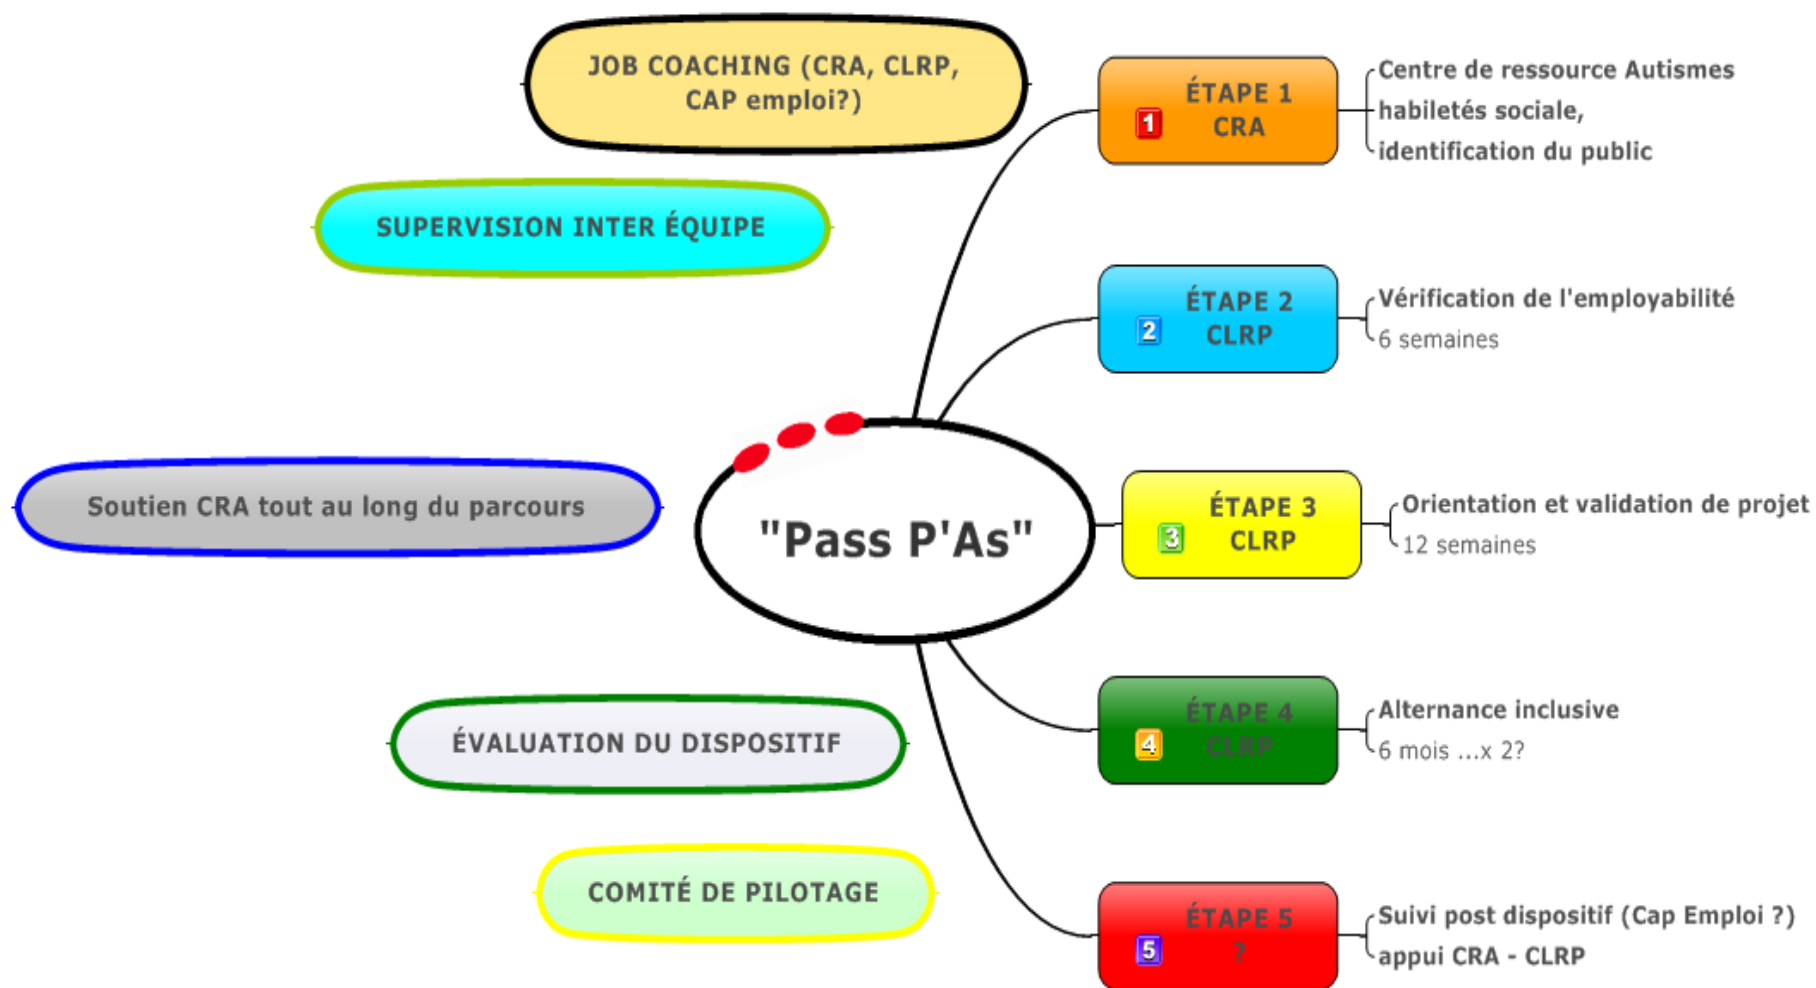 JOB COACHING (CRA, CLRP,
CAP emploi?)
SUPERVISION INTER ÉQUIPE
Soutien CRA tout au long du parcours
ÉVALUATION DU DISPOSITIF
COMITÉ DE PILOTAGE
"Pass P'As"
ÉTAPE 1
1 CRA
Centre de ressource Autismes
habiletés sociale,
identification du public
ÉTAPE 2
2 CLRP
Vérification de l'employabilité
6 semaines
ÉTAPE 3
3 CLRP
Orientation et validation de projet
12 semaines
ÉTAPE 4
4 CLRP
Alternance inclusive
6 mois ...x 2?
ÉTAPE 5
5 ?
Suivi post dispositif (Cap Emploi ?)
appui CRA - CLRP